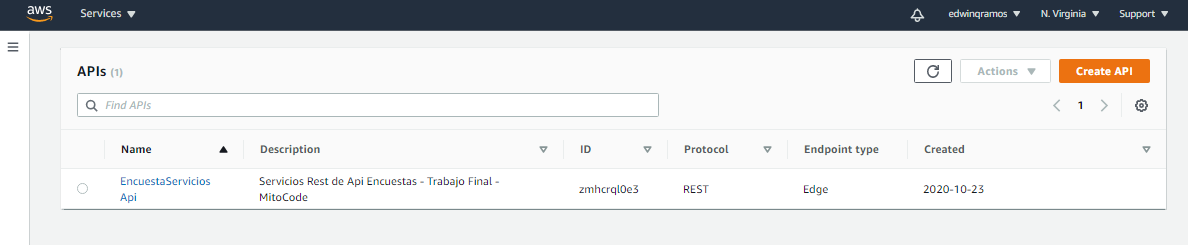 aws
Services
edwinqramos
N. Virginia
Support
APIs (1)
Actions
Create API
Find APIs
1
Name
Description
ID
Protocol
Endpoint type
Created
EncuestaServicios
Api
Servicios Rest de Api Encuestas - Trabajo Final -
MitoCode
zmhcrql0e3
REST
Edge
2020-10-23